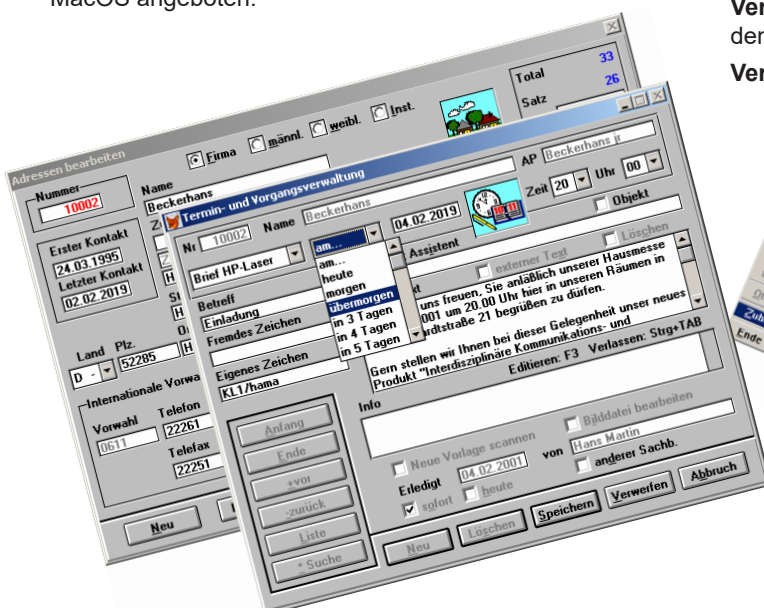 MacOS angeboten.
Ver
der
Ver
Adressen bearbeiten
Total 33
Satz 26
Firma männl. weibl. Inst.
Nummer
10002
Name
Beckerhans
Erster Kontakt
24.03.1995
Letzter Kontakt
02.02.2019
Land Plz.
D - 52285
Internationale Vorwa
Vorwahl Telefon
0611 22261
Telefax
22251
Neu
Termin- und Vorgangsverwaltung
Nr 10002 Name Beckerhans AP Beckerhans jr
Brief HP-Laser am... 04.02.2019 Zeit 20 Uhr 00
am...
heute
morgen
übermorgen
in 3 Tagen
in 4 Tagen
in 5 Tagen
Assistent Objekt
externer Text Löschen
Betreff
Einladung
Fremdes Zeichen
Eigenes Zeichen
KL1/hama
uns freuen, Sie anläßlich unserer Hausmesse
001 um 20.00 Uhr hier in unseren Räumen in
rdtstraße 21 begrüßen zu dürfen.
Gern stellen wir Ihnen bei dieser Gelegenheit unser neues
Produkt "Interdisziplinäre Kommunikations- und
Editieren: F3 Verlassen: Strg+TAB
Info
Anfang
Ende
+vor
-zurück
Liste
* Suche
Neue Vorlage scannen Bilddatei bearbeiten
Erledigt 04.02.2001 von Hans Martin
sofort heute anderer Sachb.
Neu Löschen Speichern Verwerfen Abbruch
Zub
Ende